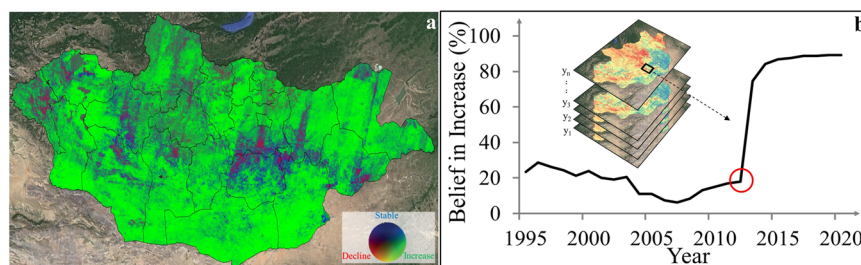 a
Stable
Decline
Increase
b
Belief in Increase (%)
100
80
60
40
20
0
yn
:
:
y3
y2
y1
1995
2000
2005
2010
2015
2020
Year